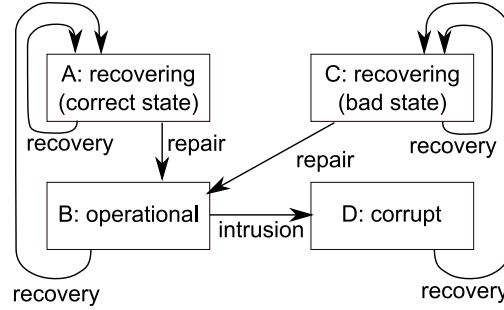 A: recovering
(correct state)
C: recovering
(bad state)
recovery
repair
repair
recovery
B: operational
intrusion
D: corrupt
recovery
recovery